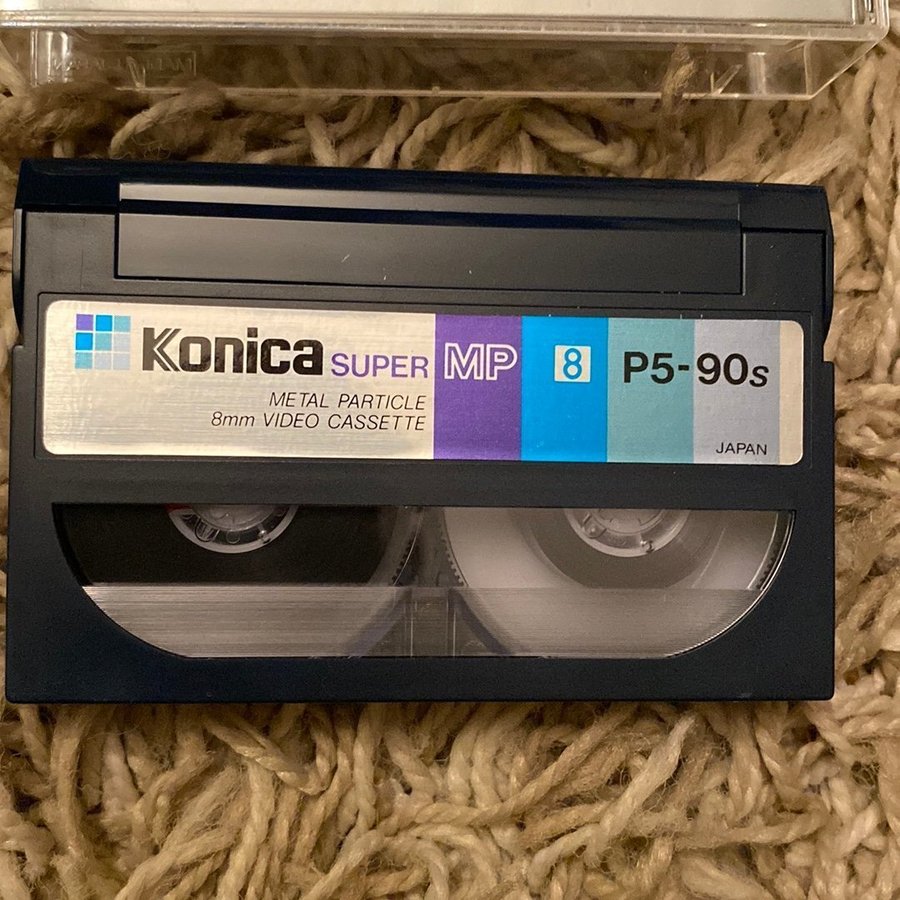 Konica SUPER MP 8 P5-90s
METAL PARTICLE
8mm VIDEO CASSETTE
JAPAN